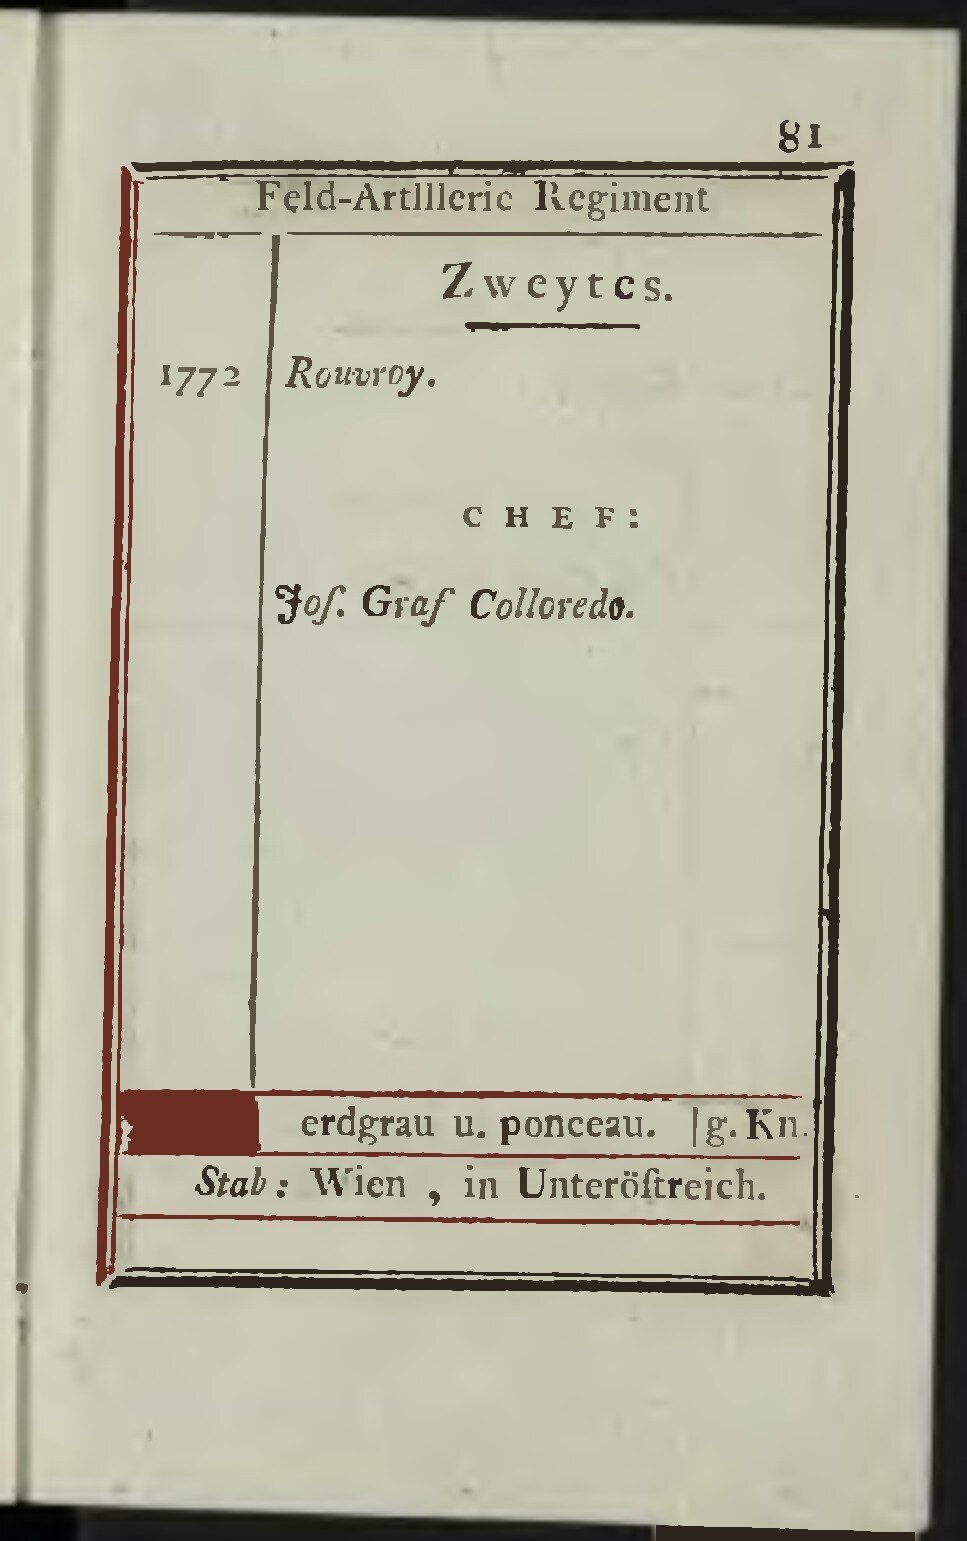 81
Feld-Artillerie Regiment
Zweytes.
1772 Rouvroy.
CHEF:
Joſ. Graf Colloredo.
erdgrau u. ponceau. | g. Kn.
Stab: Wien, in Unteröſtreich.